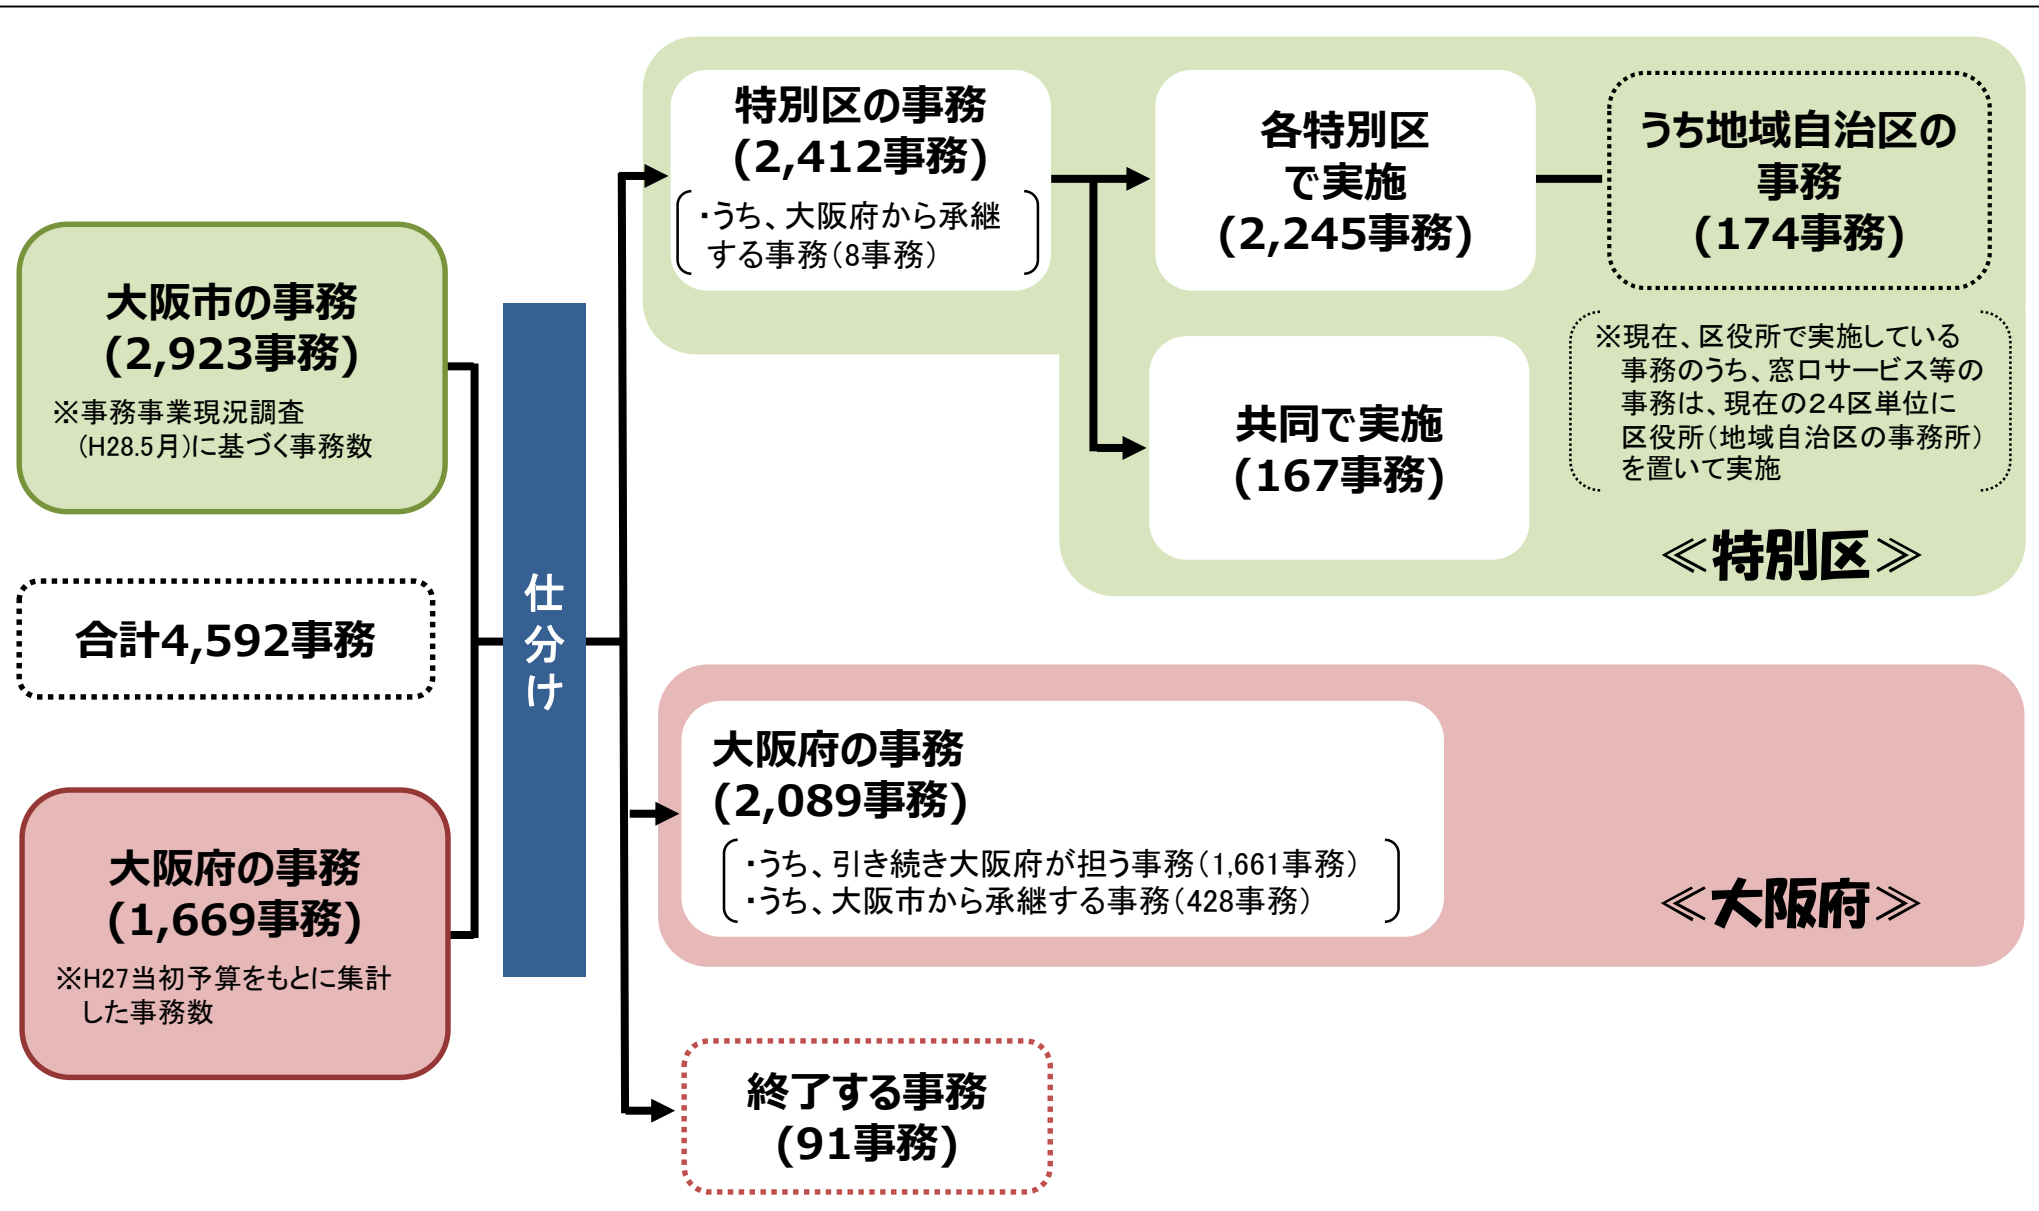 大阪市の事務
(2,923事務)
※事務事業現況調査
(H28.5月)に基づく事務数
合計4,592事務
大阪府の事務
(1,669事務)
※H27当初予算をもとに集計
した事務数
仕分け
特別区の事務
(2,412事務)
・うち、大阪府から承継
する事務(8事務)
各特別区
で実施
(2,245事務)
うち地域自治区の
事務
(174事務)
※現在、区役所で実施している
事務のうち、窓口サービス等の
事務は、現在の24区単位に
区役所(地域自治区の事務所)
を置いて実施
共同で実施
(167事務)
≪特別区≫
大阪府の事務
(2,089事務)
・うち、引き続き大阪府が担う事務(1,661事務)
・うち、大阪市から承継する事務(428事務)
≪大阪府≫
終了する事務
(91事務)